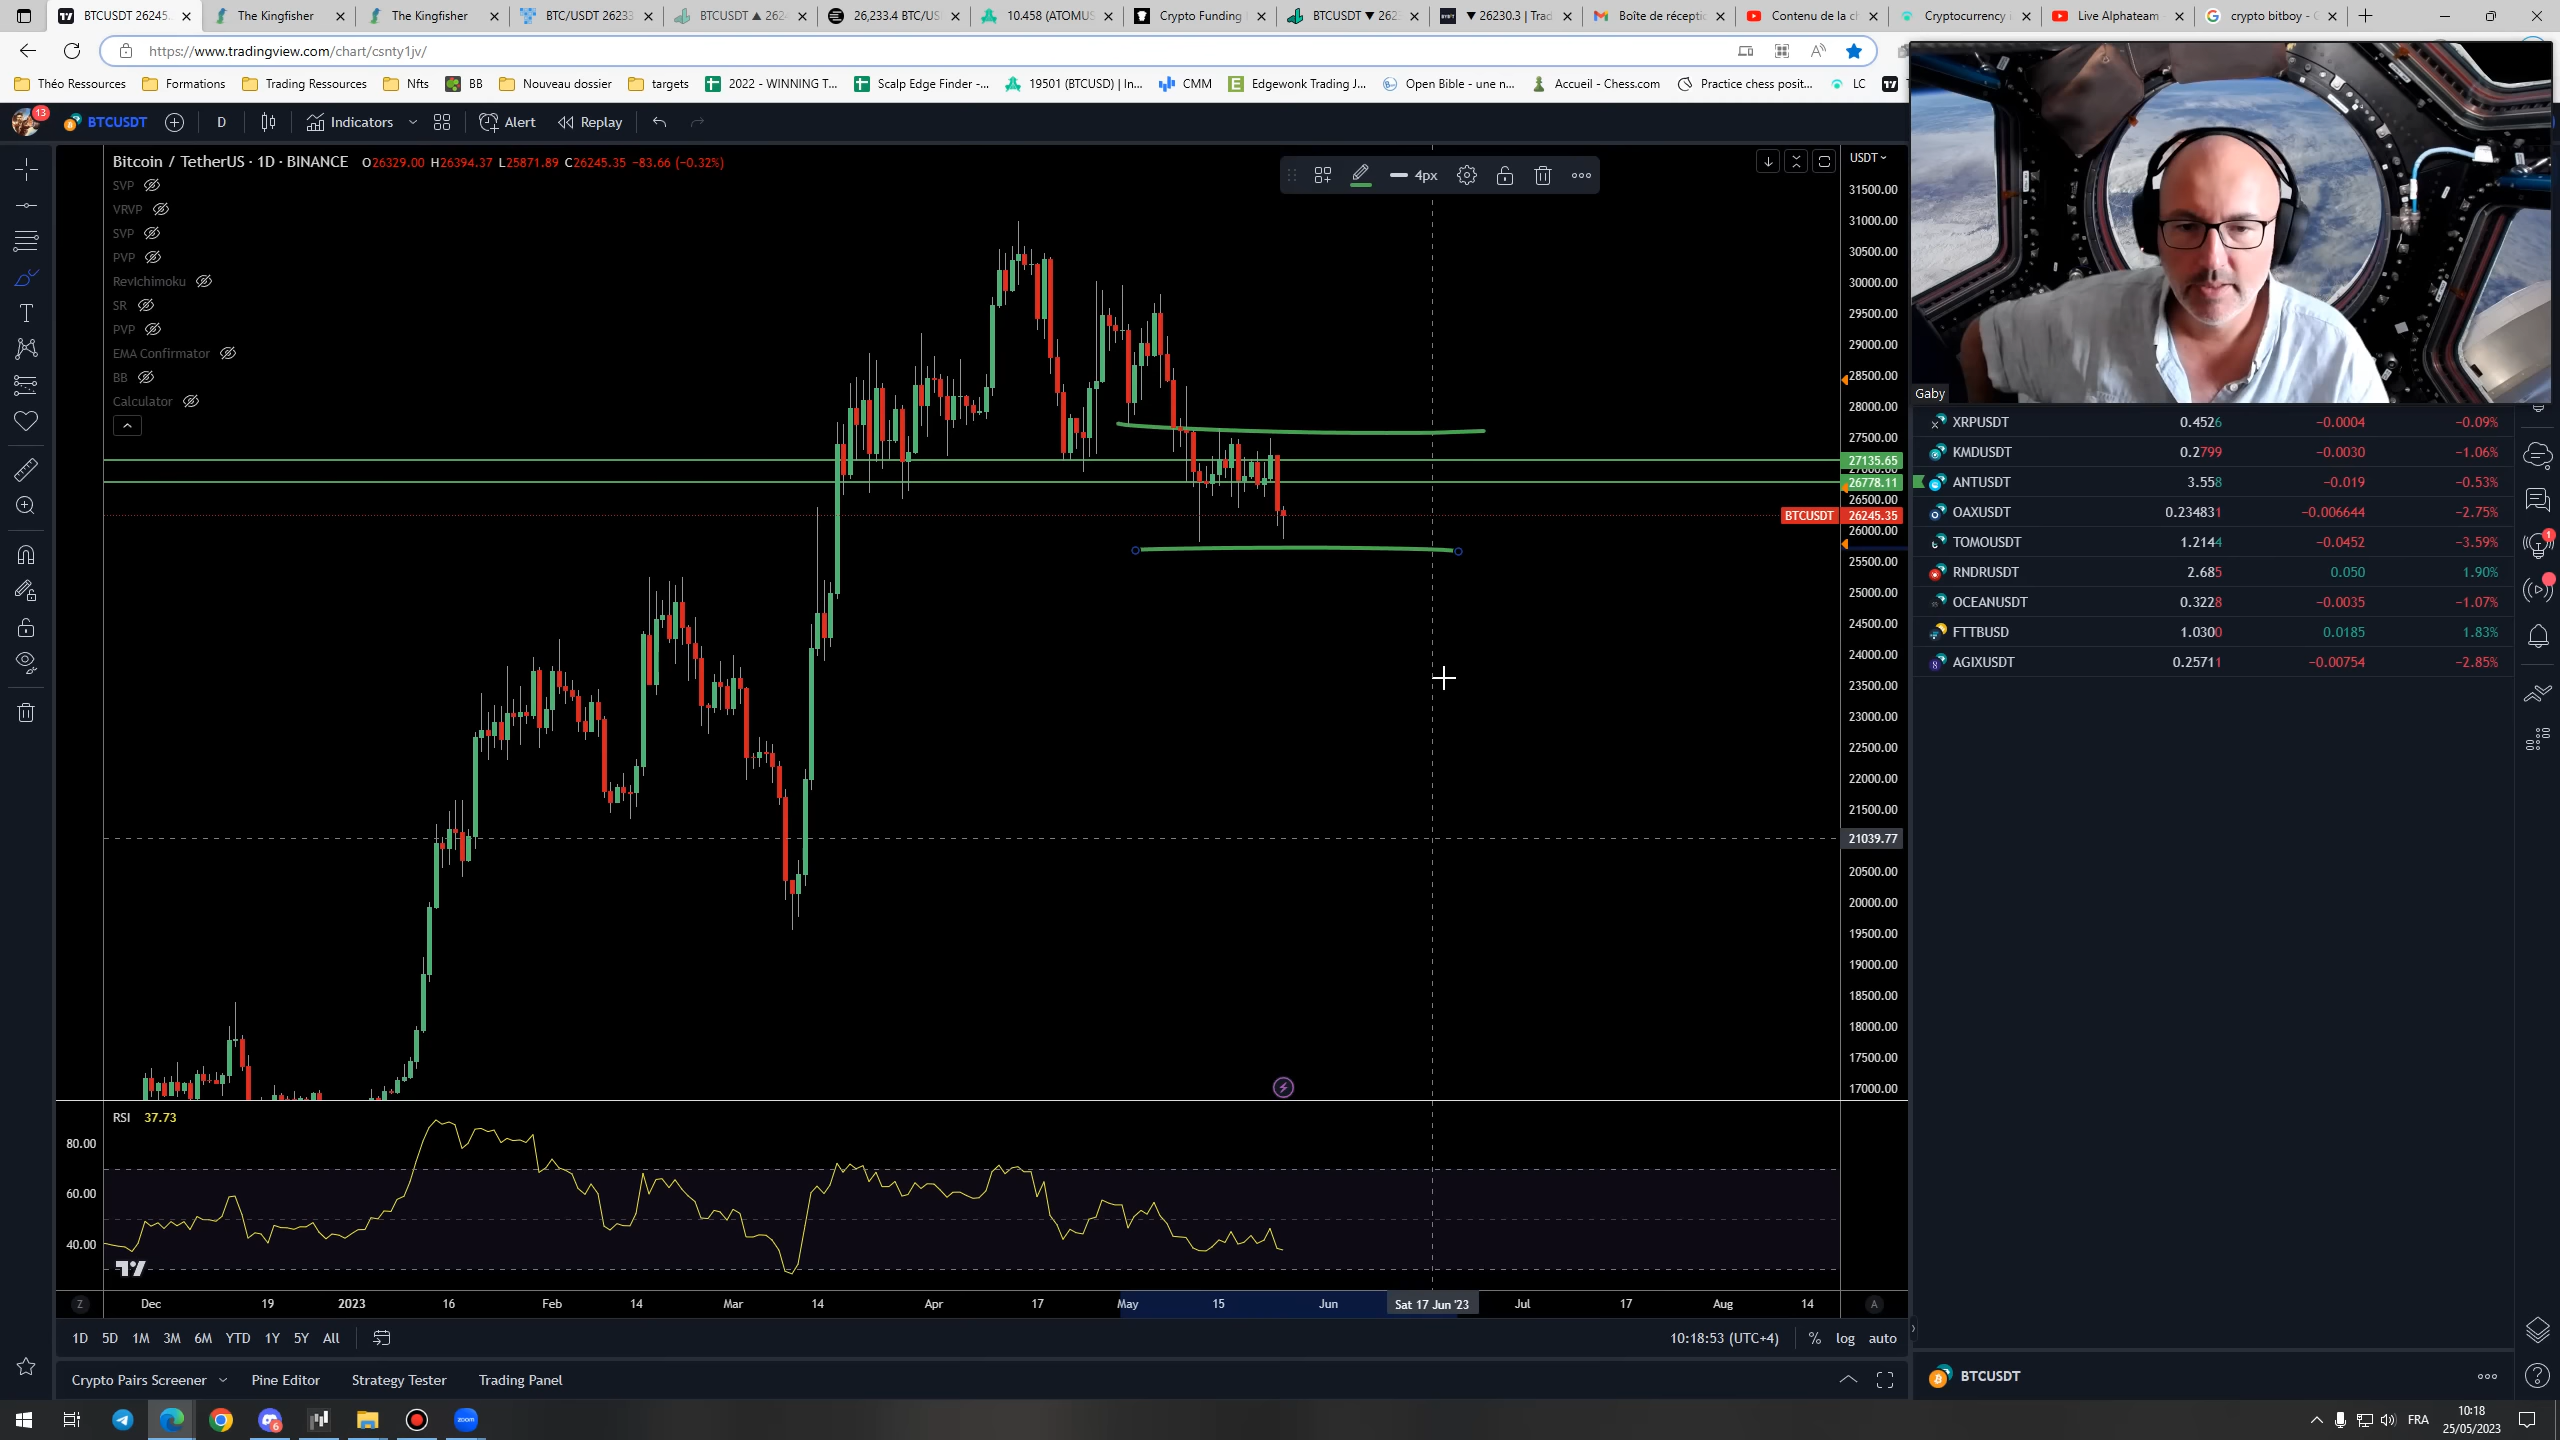 BTCUSDT 26245.
The Kingfisher
The Kingfisher
BTC/USDT 26233
BTCUSDT ▲ 262
26,233.4 BTC/US
10.458 (ATOMUS
Crypto Funding
BTCUSDT ▼ 262
▼ 26230.3 | Trad
Boîte de récepti
Contenu de la c
Cryptocurrency
Live Alphateam
crypto bitboy -
https://www.tradingview.com/chart/csnty1jv/
Théo Ressources
Formations
Trading Ressources
Nfts
BB
Nouveau dossier
targets
2022 - WINNING T...
Scalp Edge Finder -...
19501 (BTCUSD) | In...
CMM
Edgewonk Trading J...
Open Bible - une n...
Accueil - Chess.com
Practice chess posit...
LC
13
BTCUSDT
D
Indicators
Alert
Replay
Bitcoin / TetherUS · 1D · BINANCE O26329.00 H26394.37 L25871.89 C26245.35 −83.66 (−0.32%)
SVP
VRVP
SVP
PVP
RevIchimoku
SR
PVP
EMA Confirmator
BB
Calculator
4px
USDT
31500.00
31000.00
30500.00
30000.00
29500.00
29000.00
28500.00
28000.00
27500.00
27135.65
27000.00
26778.11
26500.00
BTCUSDT 26245.35
26000.00
25500.00
25000.00
24500.00
24000.00
23500.00
23000.00
22500.00
22000.00
21500.00
21039.77
20500.00
20000.00
19500.00
19000.00
18500.00
18000.00
17500.00
17000.00
Gaby
XRPUSDT 0.4526 −0.0004 −0.09%
KMDUSDT 0.2799 −0.0030 −1.06%
ANTUSDT 3.558 −0.019 −0.53%
OAXUSDT 0.234831 −0.006644 −2.75%
TOMOUSDT 1.2144 −0.0452 −3.59%
RNDRUSDT 2.685 0.050 1.90%
OCEANUSDT 0.3228 −0.0035 −1.07%
FTTBUSD 1.0300 0.0185 1.83%
AGIXUSDT 0.25711 −0.00754 −2.85%
1
RSI 37.73
80.00
60.00
40.00
Z
Dec
19
2023
16
Feb
14
Mar
14
Apr
17
May
15
Jun
Sat 17 Jun '23
Jul
17
Aug
14
A
1D 5D 1M 3M 6M YTD 1Y 5Y All
10:18:53 (UTC+4)
% log auto
Crypto Pairs Screener
Pine Editor
Strategy Tester
Trading Panel
BTCUSDT
6
zoom
FRA
10:18
25/05/2023